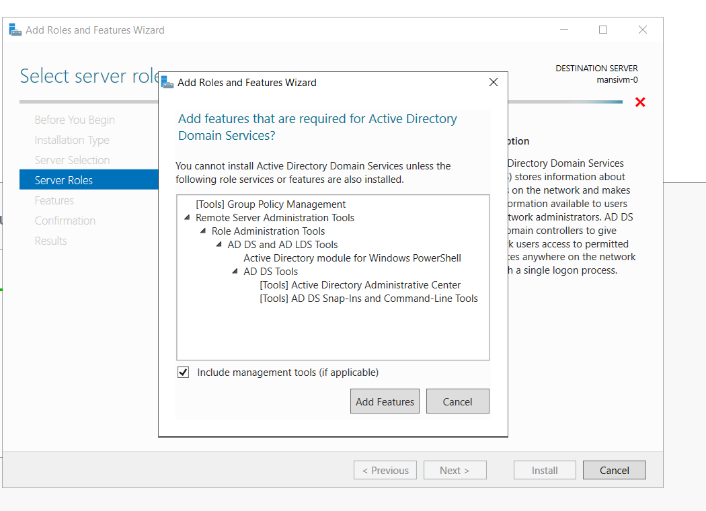 Add Roles and Features Wizard
Select server
DESTINATION SERVER
mansivm-0
Before You Begin
Installation Type
Server Selection
Server Roles
Features
Confirmation
Results
Add Roles and Features Wizard
Add features that are required for Active Directory
Domain Services?
You cannot install Active Directory Domain Services unless the
following role services or features are also installed.
[Tools] Group Policy Management
Remote Server Administration Tools
Role Administration Tools
AD DS and AD LDS Tools
Active Directory module for Windows PowerShell
AD DS Tools
[Tools] Active Directory Administrative Center
[Tools] AD DS Snap-Ins and Command-Line Tools
Include management tools (if applicable)
Add Features
Cancel
Directory Domain Services
stores information about
on the network and makes
available to users
administrators. AD DS
controllers to give
users access to permitted
anywhere on the network
a single logon process.
< Previous
Next >
Install
Cancel